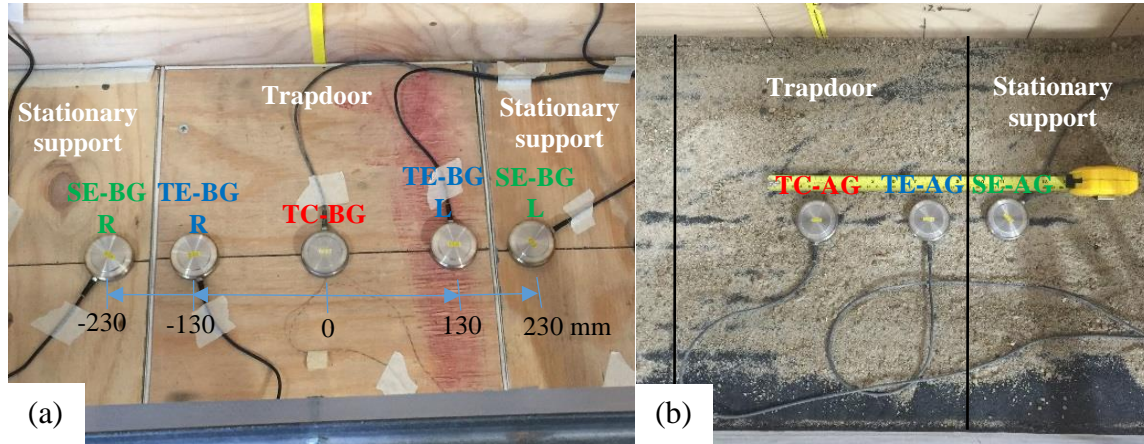 Stationary
support
Trapdoor
Stationary
support
SE-BG
R
TE-BG
R
TC-BG
TE-BG
L
SE-BG
L
-230
-130
0
130
230 mm
(a)
Trapdoor
Stationary
support
TC-AG
TE-AG
SE-AG
(b)